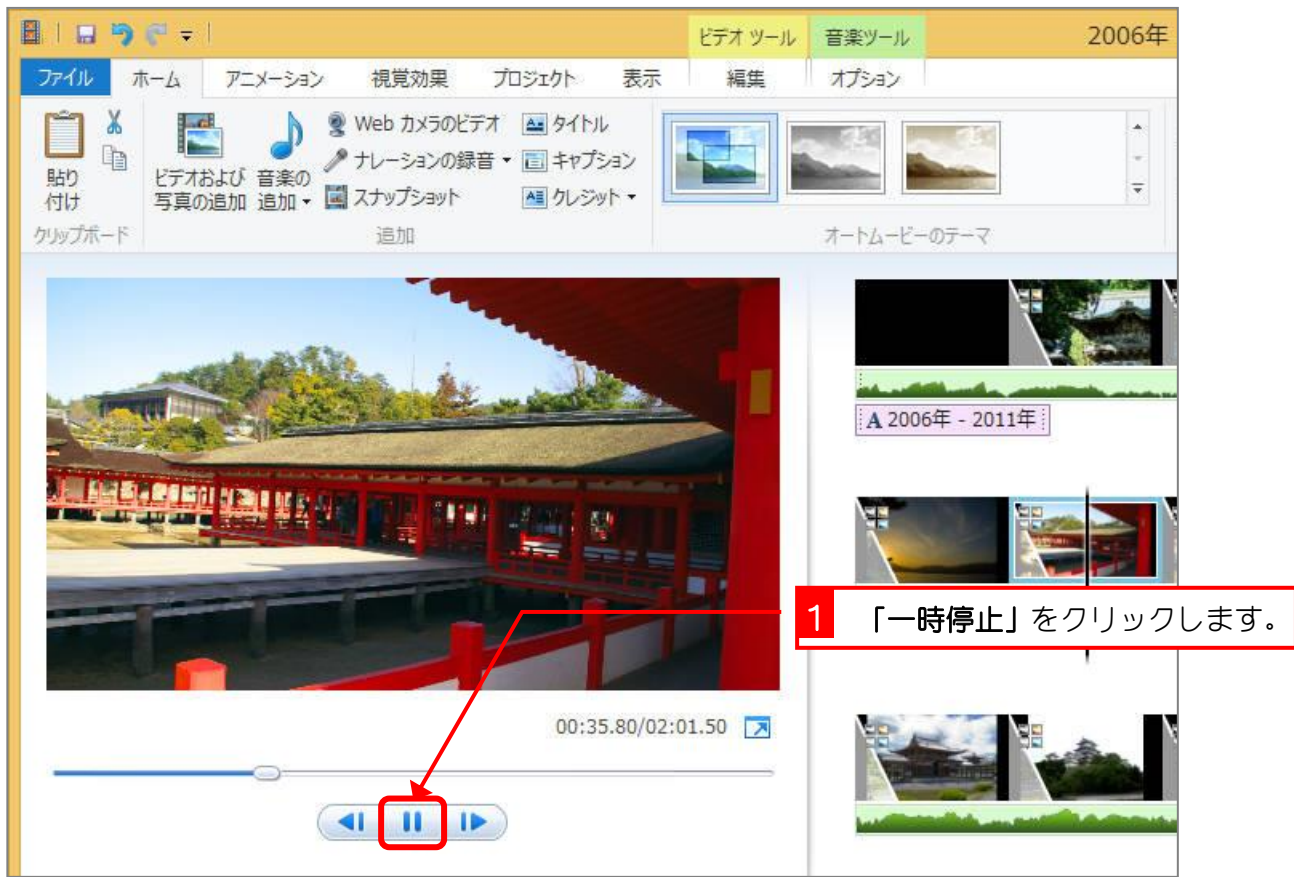 ビデオ ツール 音楽ツール 2006年
ファイル ホーム アニメーション 視覚効果 プロジェクト 表示 編集 オプション
貼り
付け
クリップボード
ビデオおよび
写真の追加
音楽の
追加
Web カメラのビデオ
ナレーションの録音
スナップショット
タイトル
キャプション
クレジット
追加
オートムービーのテーマ
A 2006年 - 2011年
1 「一時停止」をクリックします。
00:35.80/02:01.50